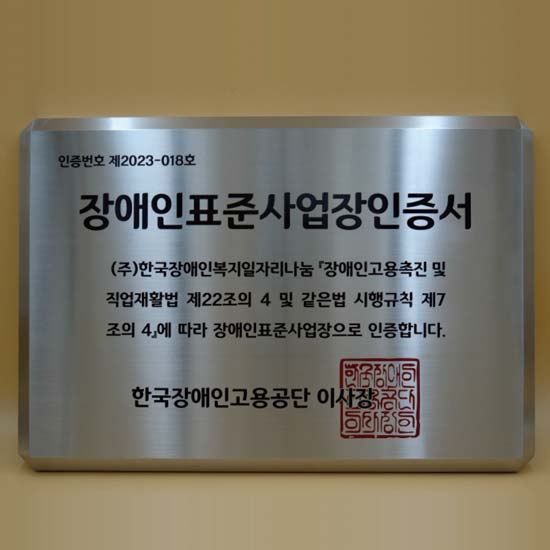 인증번호 제2023-018호
장애인표준사업장인증서
(주)한국장애인복지일자리나눔 『장애인고용촉진 및
직업재활법 제22조의 4 및 같은법 시행규칙 제7
조의 4』에 따라 장애인표준사업장으로 인증합니다.
한국장애인고용공단 이사장